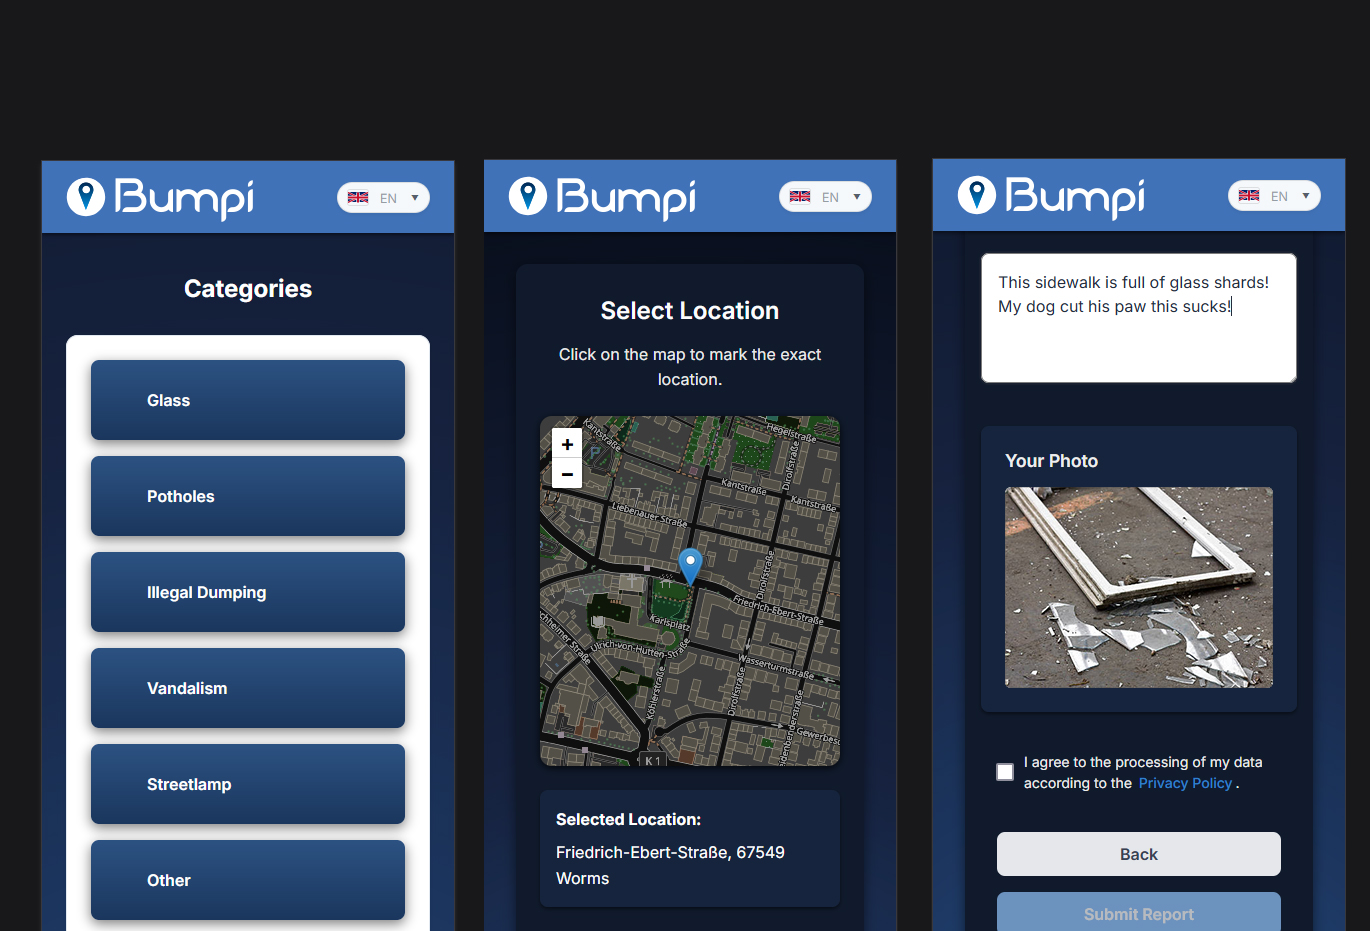 Bumpi
EN
Categories
Glass
Potholes
Illegal Dumping
Vandalism
Streetlamp
Other
Bumpi
EN
Select Location
Click on the map to mark the exact
location.
+
−
Kantstraße
Hegelstraße
Dirolfstraße
Kantstraße
Kantstraße
Liebenauer Straße
P
Dirolfstraße
Friedrich-Ebert-Straße
Karlsplatz
Ulrich-von-Hutten-Straße
Wasserturmstraße
Köhlerstraße
Dirolfstraße
K 1
Selected Location:
Friedrich-Ebert-Straße, 67549
Worms
Bumpi
EN
This sidewalk is full of glass shards!
My dog cut his paw this sucks!
Your Photo
I agree to the processing of my data
according to the Privacy Policy.
Back
Submit Report